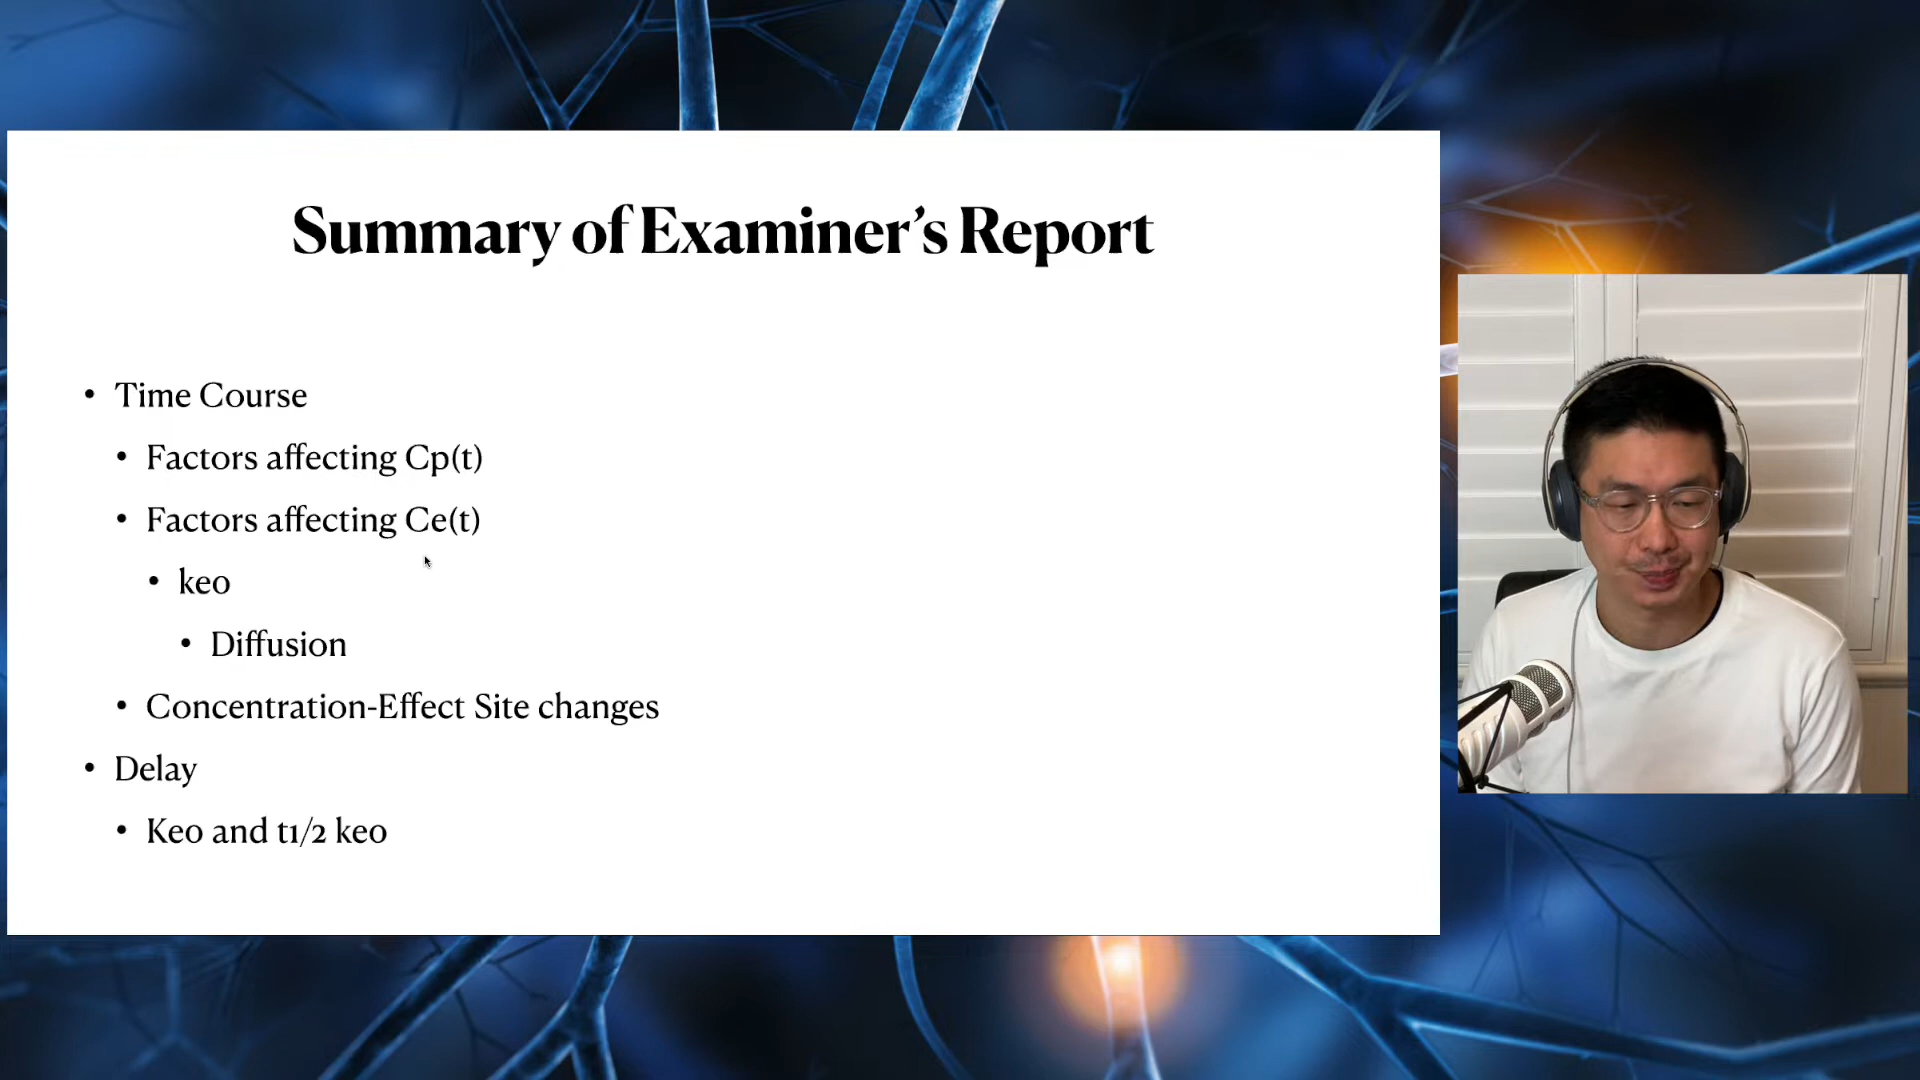 Summary of Examiner’s Report
• Time Course
• Factors affecting Cp(t)
• Factors affecting Ce(t)
• keo
• Diffusion
• Concentration-Effect Site changes
• Delay
• Keo and t1/2 keo